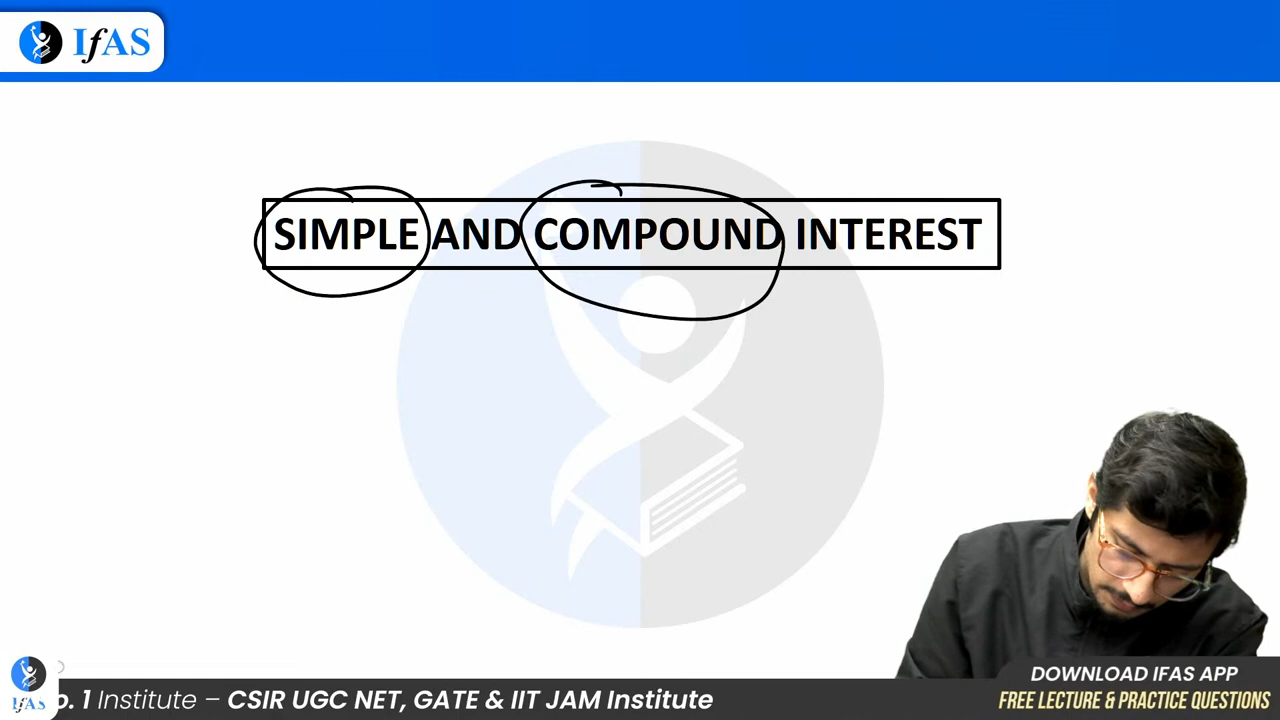 IfAS
SIMPLE AND COMPOUND INTEREST
DOWNLOAD IFAS APP
o. 1 Institute – CSIR UGC NET, GATE & IIT JAM Institute
FREE LECTURE & PRACTICE QUESTIONS
IfAS